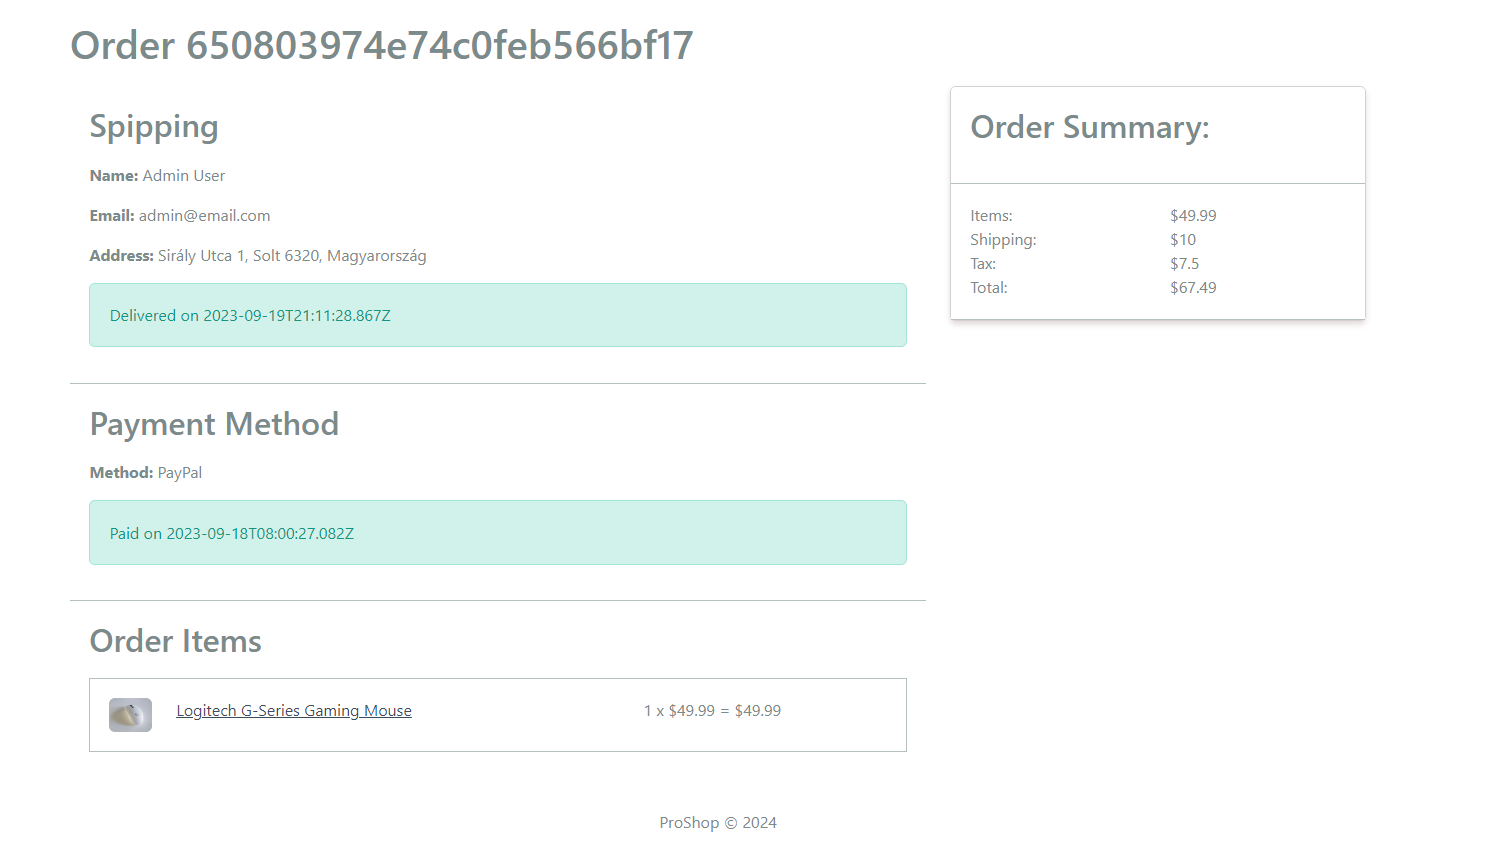 Order 650803974e74c0feb566bf17
Spipping
Name: Admin User
Email: admin@email.com
Address: Sirály Utca 1, Solt 6320, Magyarország
Delivered on 2023-09-19T21:11:28.867Z
Payment Method
Method: PayPal
Paid on 2023-09-18T08:00:27.082Z
Order Items
Logitech G-Series Gaming Mouse 1 x $49.99 = $49.99
Order Summary:
Items: $49.99
Shipping: $10
Tax: $7.5
Total: $67.49
ProShop © 2024